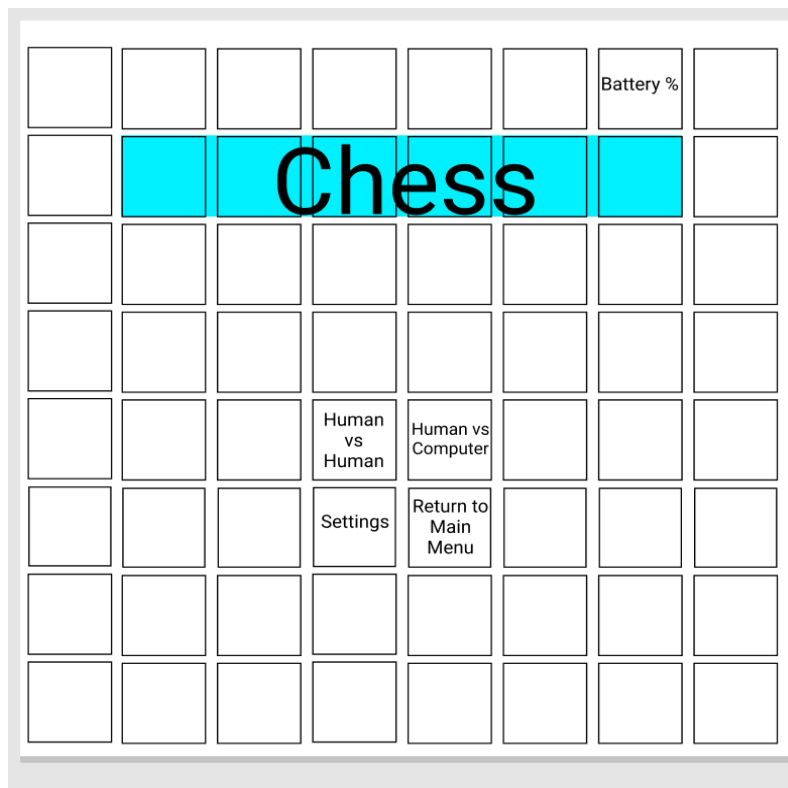 Battery %
Chess
Human
vs
Human
Human vs
Computer
Settings
Return to
Main
Menu